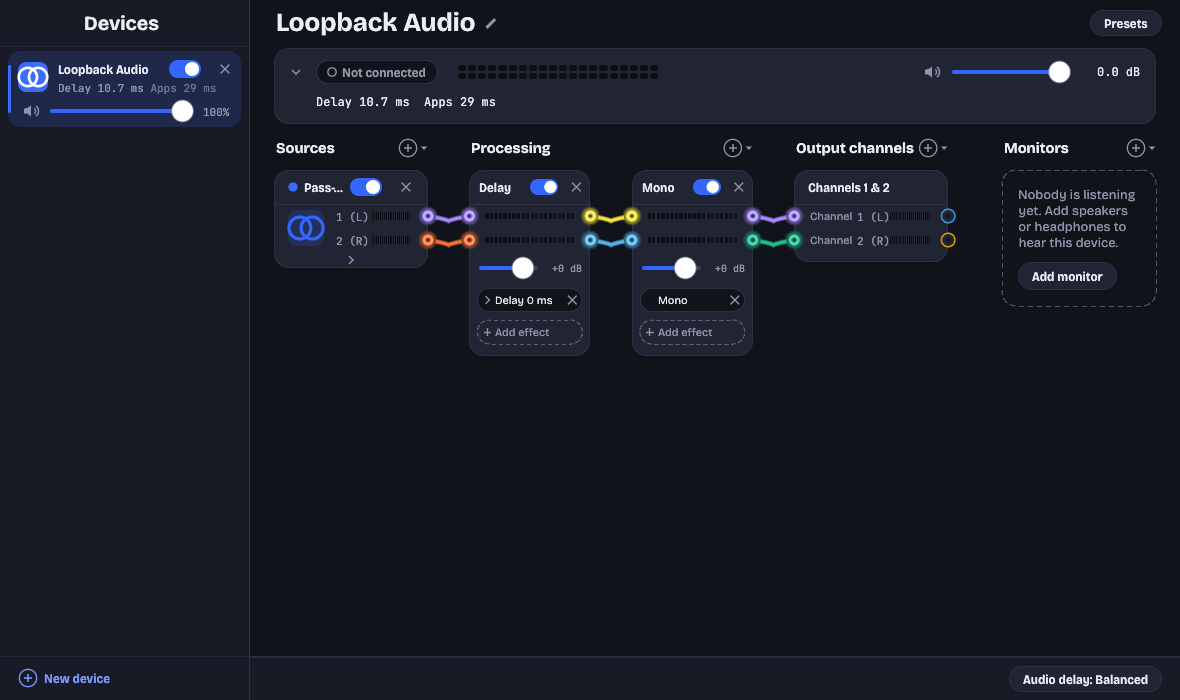 Devices
Loopback Audio
Delay 10.7 ms Apps 29 ms
100%
New device
Loopback Audio
Presets
Not connected
0.0 dB
Delay 10.7 ms Apps 29 ms
Sources
Processing
Output channels
Monitors
Pass-...
1 (L)
2 (R)
Delay
+0 dB
Delay 0 ms
+ Add effect
Mono
+0 dB
Mono
+ Add effect
Channels 1 & 2
Channel 1 (L)
Channel 2 (R)
Nobody is listening
yet. Add speakers
or headphones to
hear this device.
Add monitor
Audio delay: Balanced